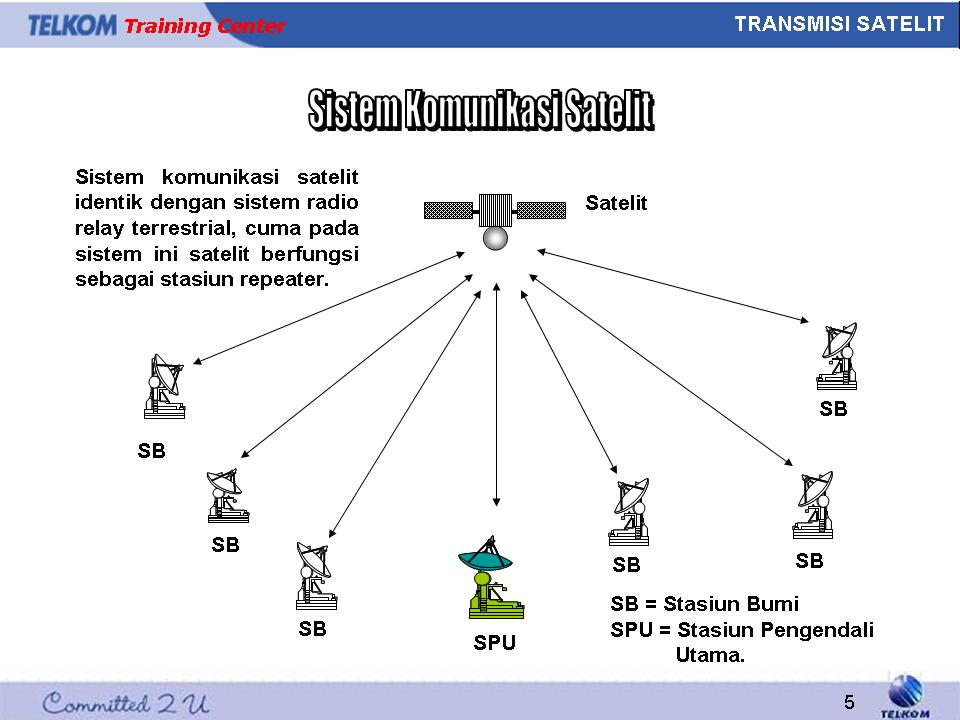 TELKOM Training Center
TRANSMISI SATELIT
Sistem Komunikasi Satelit
Sistem komunikasi satelit
identik dengan sistem radio
relay terrestrial, cuma pada
sistem ini satelit berfungsi
sebagai stasiun repeater.
Satelit
SB
SB
SB
SB
SB
SB
SPU
SB = Stasiun Bumi
SPU = Stasiun Pengendali
Utama.
Committed 2 U
5
TELKOM